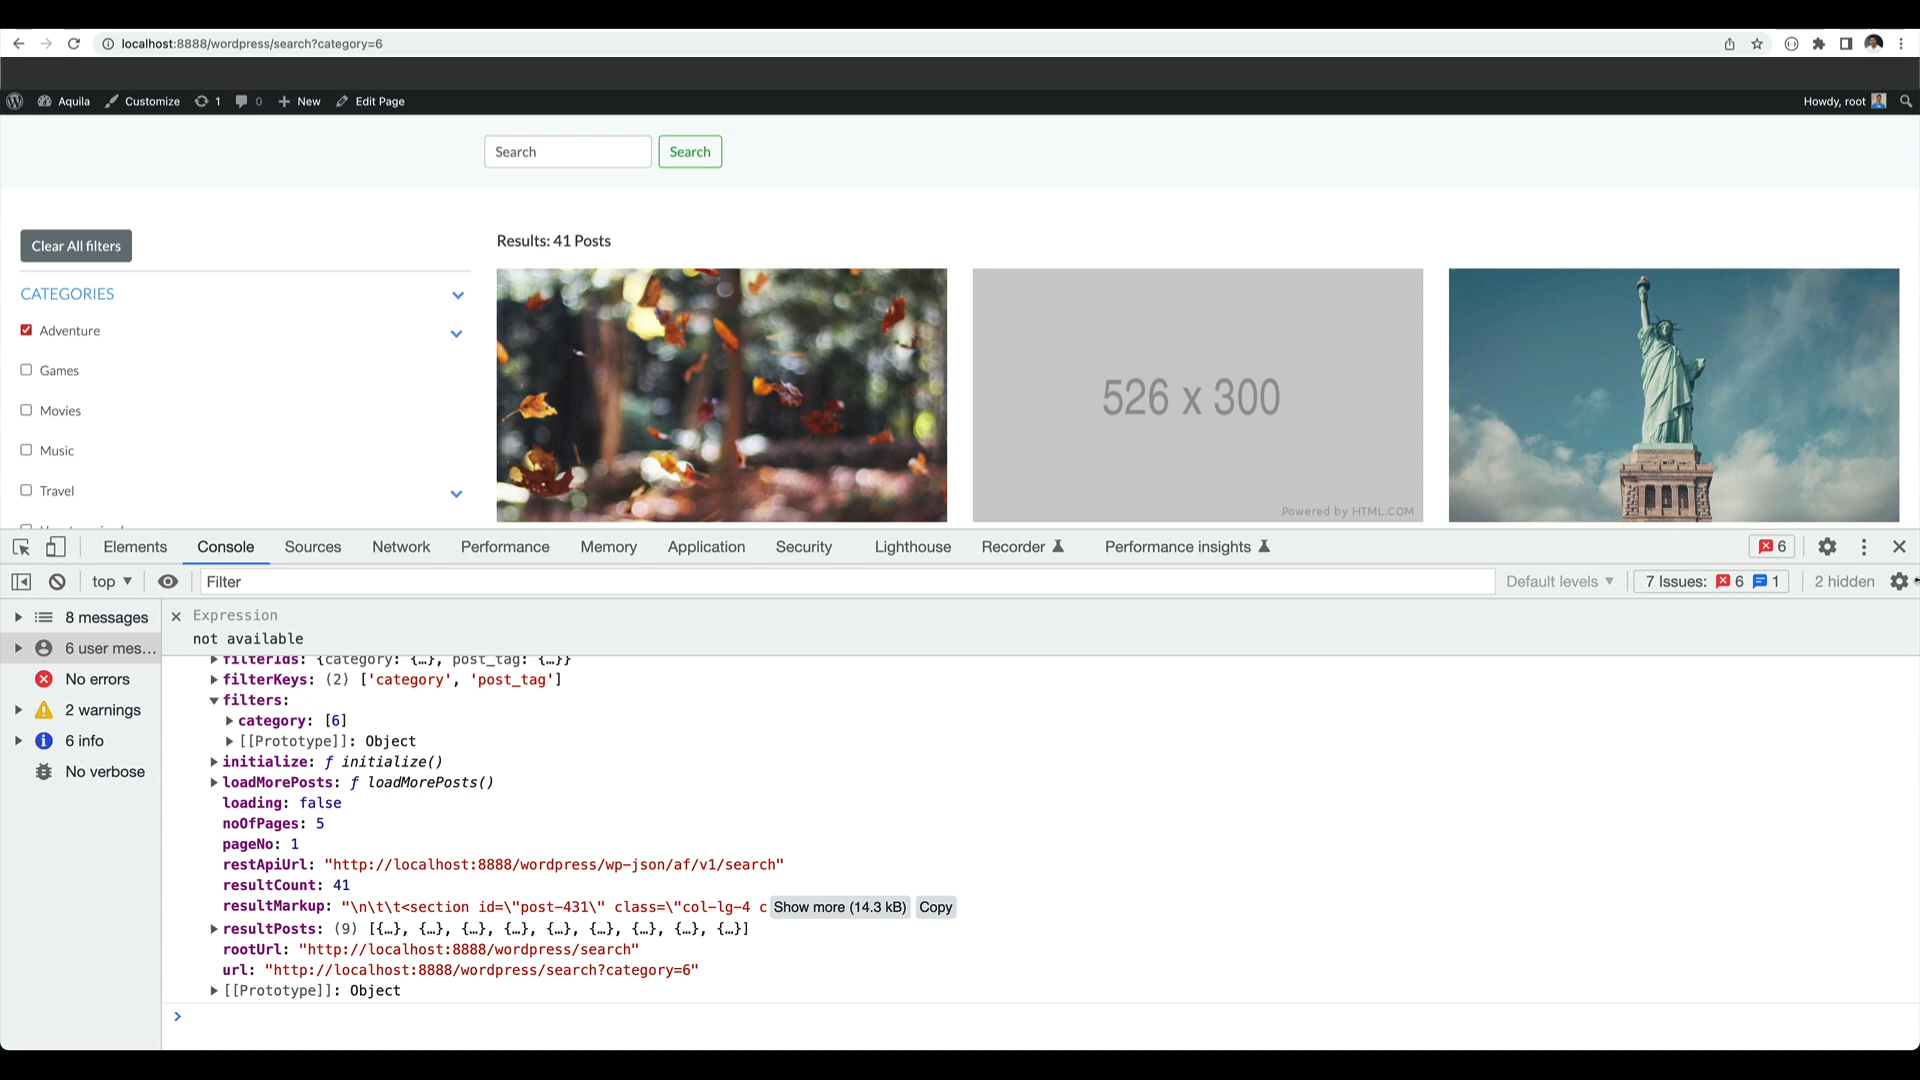 localhost:8888/wordpress/search?category=6
Aquila Customize 1 0 New Edit Page Howdy, root
Search Search
Clear All filters
Results: 41 Posts
CATEGORIES
Adventure
Games
Movies
Music
Travel
526 x 300
Powered by HTML.COM
Elements Console Sources Network Performance Memory Application Security Lighthouse Recorder Performance insights 6
top Filter Default levels 7 Issues: 6 1 2 hidden
8 messages
6 user mes…
No errors
2 warnings
6 info
No verbose
Expression
not available
filterIds: {category: {…}, post_tag: {…}}
filterKeys: (2) ['category', 'post_tag']
filters:
category: [6]
[[Prototype]]: Object
initialize: ƒ initialize()
loadMorePosts: ƒ loadMorePosts()
loading: false
noOfPages: 5
pageNo: 1
restApiUrl: "http://localhost:8888/wordpress/wp-json/af/v1/search"
resultCount: 41
resultMarkup: "\n\t\t<section id=\"post-431\" class=\"col-lg-4 c Show more (14.3 kB) Copy
resultPosts: (9) [{…}, {…}, {…}, {…}, {…}, {…}, {…}, {…}, {…}]
rootUrl: "http://localhost:8888/wordpress/search"
url: "http://localhost:8888/wordpress/search?category=6"
[[Prototype]]: Object